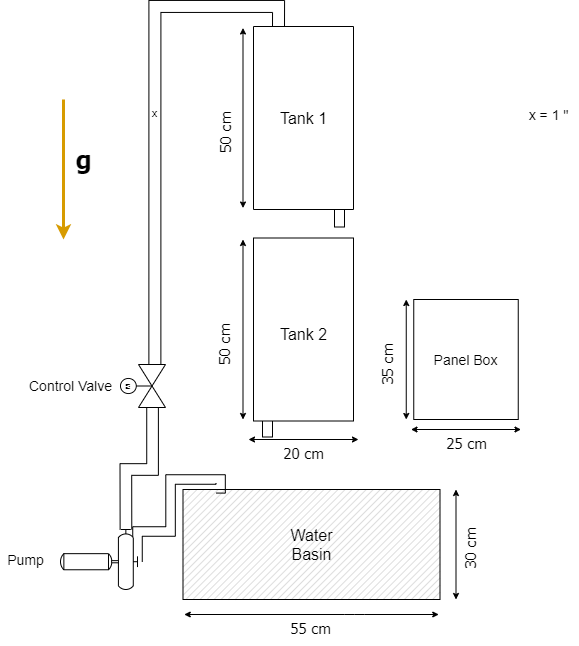 x
Tank 1
50 cm
x = 1 "
g
Tank 2
50 cm
20 cm
Panel Box
35 cm
25 cm
Control Valve
Water
Basin
30 cm
55 cm
Pump